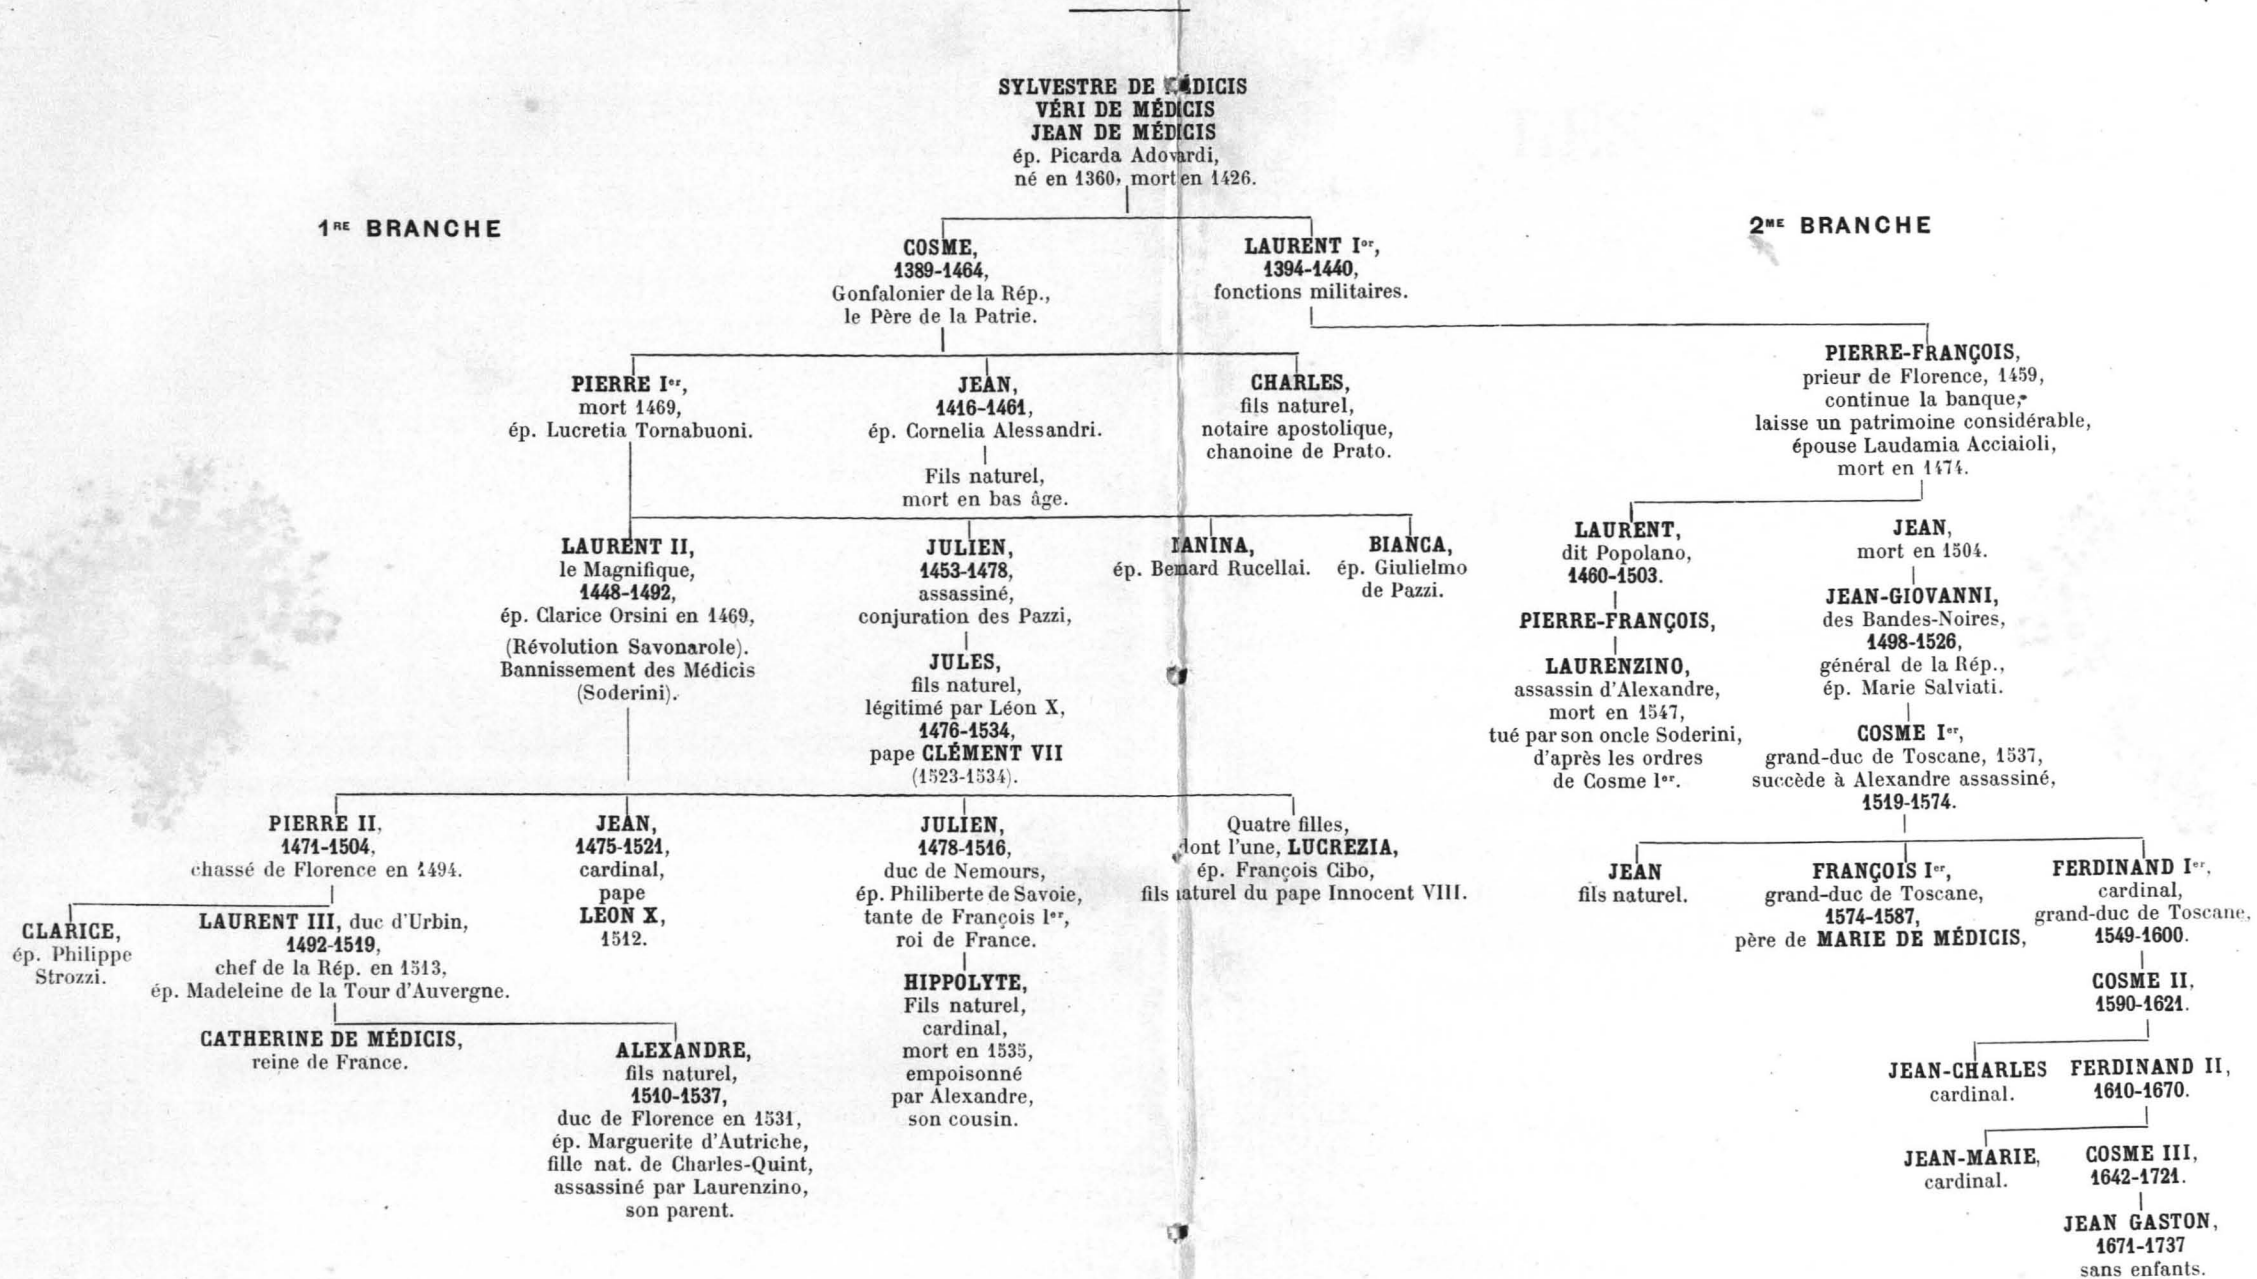 SYLVESTRE DE MÉDICIS
VÉRI DE MÉDICIS
JEAN DE MÉDICIS
ép. Picarda Adovardi,
né en 1360, mort en 1426.
1RE BRANCHE
2ME BRANCHE
COSME,
1389-1464,
Gonfalonier de la Rép.,
le Père de la Patrie.
LAURENT Ier,
1394-1440,
fonctions militaires.
PIERRE Ier,
mort 1469,
ép. Lucretia Tornabuoni.
JEAN,
1416-1461,
ép. Cornelia Alessandri.
Fils naturel,
mort en bas âge.
CHARLES,
fils naturel,
notaire apostolique,
chanoine de Prato.
PIERRE-FRANÇOIS,
prieur de Florence, 1459,
continue la banque,
laisse un patrimoine considérable,
épouse Laudamia Acciaioli,
mort en 1474.
LAURENT II,
le Magnifique,
1448-1492,
ép. Clarice Orsini en 1469,
(Révolution Savonarole).
Bannissement des Médicis
(Soderini).
JULIEN,
1453-1478,
assassiné,
conjuration des Pazzi,
JULES,
fils naturel,
légitimé par Léon X,
1476-1534,
pape CLÉMENT VII
(1523-1534).
ép. Bernard Rucellai.
BIANCA,
ép. Giulielmo
de Pazzi.
LAURENT,
dit Popolano,
1460-1503.
PIERRE-FRANÇOIS,
LAURENZINO,
assassin d'Alexandre,
mort en 1547,
tué par son oncle Soderini,
d'après les ordres
de Cosme Ier.
JEAN,
mort en 1504.
JEAN-GIOVANNI,
des Bandes-Noires,
1498-1526,
général de la Rép.,
ép. Marie Salviati.
COSME Ier,
grand-duc de Toscane, 1537,
succède à Alexandre assassiné,
1519-1574.
PIERRE II,
1471-1504,
chassé de Florence en 1494.
JEAN,
1475-1521,
cardinal,
pape
LÉON X,
1512.
JULIEN,
1478-1516,
duc de Nemours,
ép. Philiberte de Savoie,
tante de François Ier,
roi de France.
HIPPOLYTE,
Fils naturel,
cardinal,
mort en 1535,
empoisonné
par Alexandre,
son cousin.
Quatre filles,
dont l'une, LUCREZIA,
ép. François Cibo,
fils naturel du pape Innocent VIII.
JEAN
fils naturel.
FRANÇOIS Ier,
grand-duc de Toscane,
1574-1587,
père de MARIE DE MÉDICIS,
FERDINAND Ier,
cardinal,
grand-duc de Toscane,
1549-1600.
CLARICE,
ép. Philippe
Strozzi.
LAURENT III, duc d'Urbin,
1492-1519,
chef de la Rép. en 1513,
ép. Madeleine de la Tour d'Auvergne.
CATHERINE DE MÉDICIS,
reine de France.
ALEXANDRE,
fils naturel,
1510-1537,
duc de Florence en 1531,
ép. Marguerite d'Autriche,
fille nat. de Charles-Quint,
assassiné par Laurenzino,
son parent.
COSME II,
1590-1621.
JEAN-CHARLES
cardinal.
FERDINAND II,
1610-1670.
JEAN-MARIE,
cardinal.
COSME III,
1642-1721.
JEAN GASTON,
1671-1737
sans enfants.